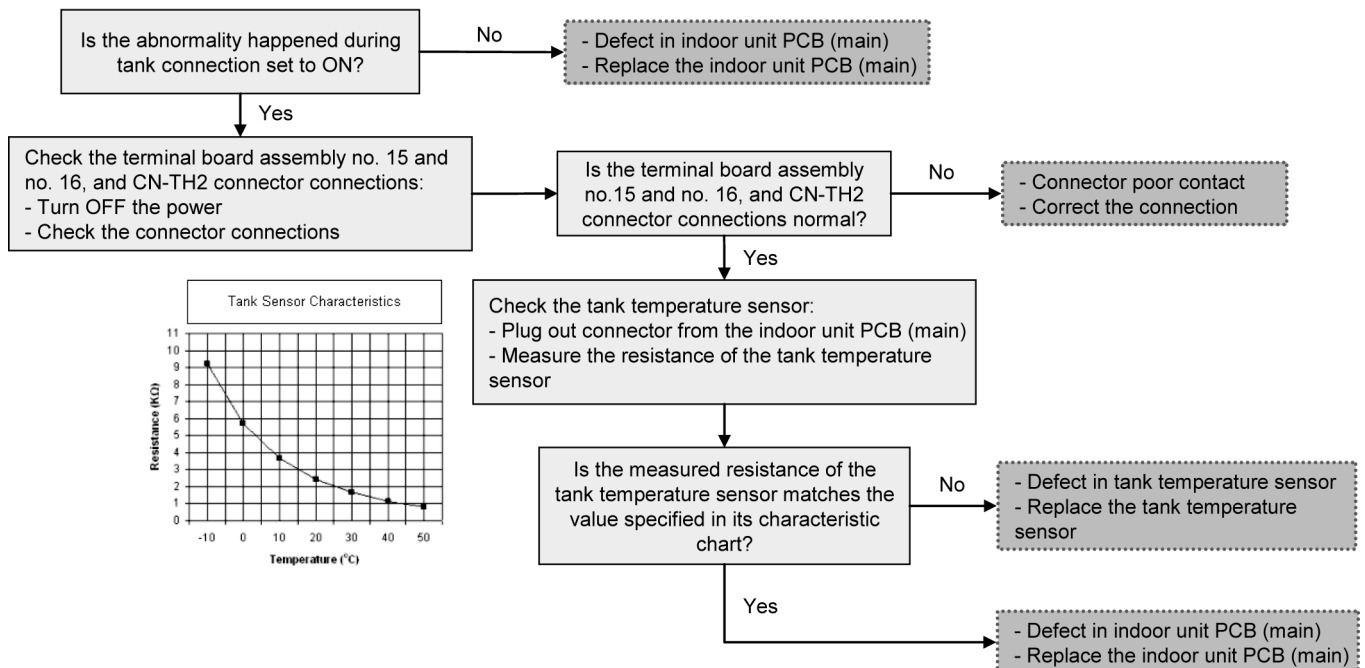 Is the abnormality happened during
tank connection set to ON?
No
- Defect in indoor unit PCB (main)
- Replace the indoor unit PCB (main)
Yes
Check the terminal board assembly no. 15 and
no. 16, and CN-TH2 connector connections:
- Turn OFF the power
- Check the connector connections
Is the terminal board assembly
no.15 and no. 16, and CN-TH2
connector connections normal?
No
- Connector poor contact
- Correct the connection
Yes
Check the tank temperature sensor:
- Plug out connector from the indoor unit PCB (main)
- Measure the resistance of the tank temperature
sensor
Tank Sensor Characteristics
Resistance (KΩ)
11
10
9
8
7
6
5
4
3
2
1
0
-10 0 10 20 30 40 50
Temperature (°C)
Is the measured resistance of the
tank temperature sensor matches the
value specified in its characteristic
chart?
No
- Defect in tank temperature sensor
- Replace the tank temperature
sensor
Yes
- Defect in indoor unit PCB (main)
- Replace the indoor unit PCB (main)